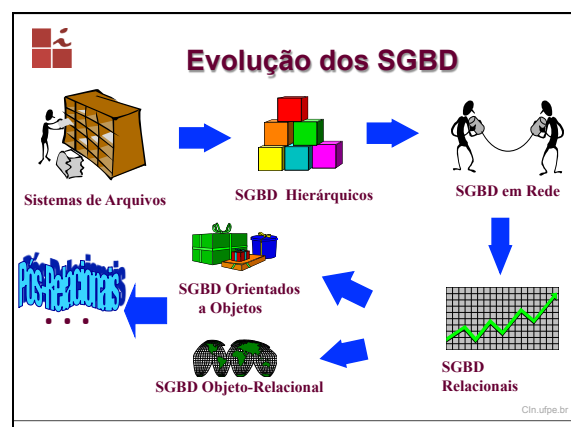 Evolução dos SGBD
Sistemas de Arquivos
SGBD Hierárquicos
SGBD em Rede
SGBD Relacionais
SGBD Orientados
a Objetos
SGBD Objeto-Relacional
Pós-Relacionais
. . .
CIn.ufpe.br